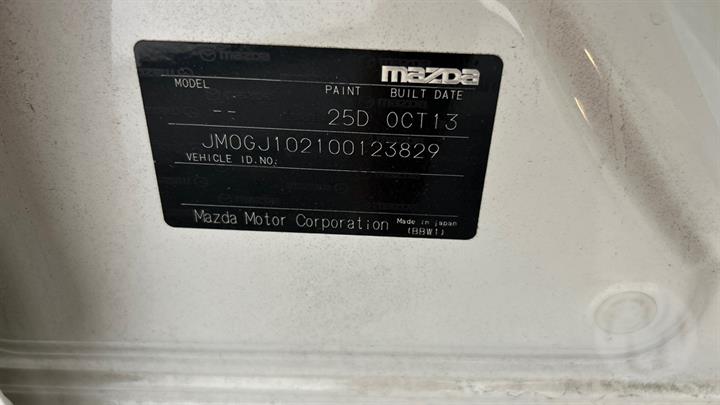 mazda
MODEL PAINT BUILT DATE
-- 25D OCT13
JM0GJ102100123829
VEHICLE ID.NO:
Mazda Motor Corporation Made in japan
(BBW1)